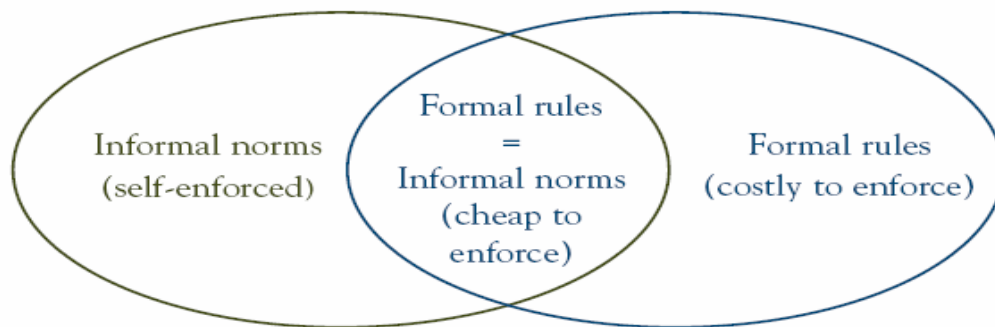 Informal norms
(self-enforced)
Formal rules
=
Informal norms
(cheap to
enforce)
Formal rules
(costly to enforce)